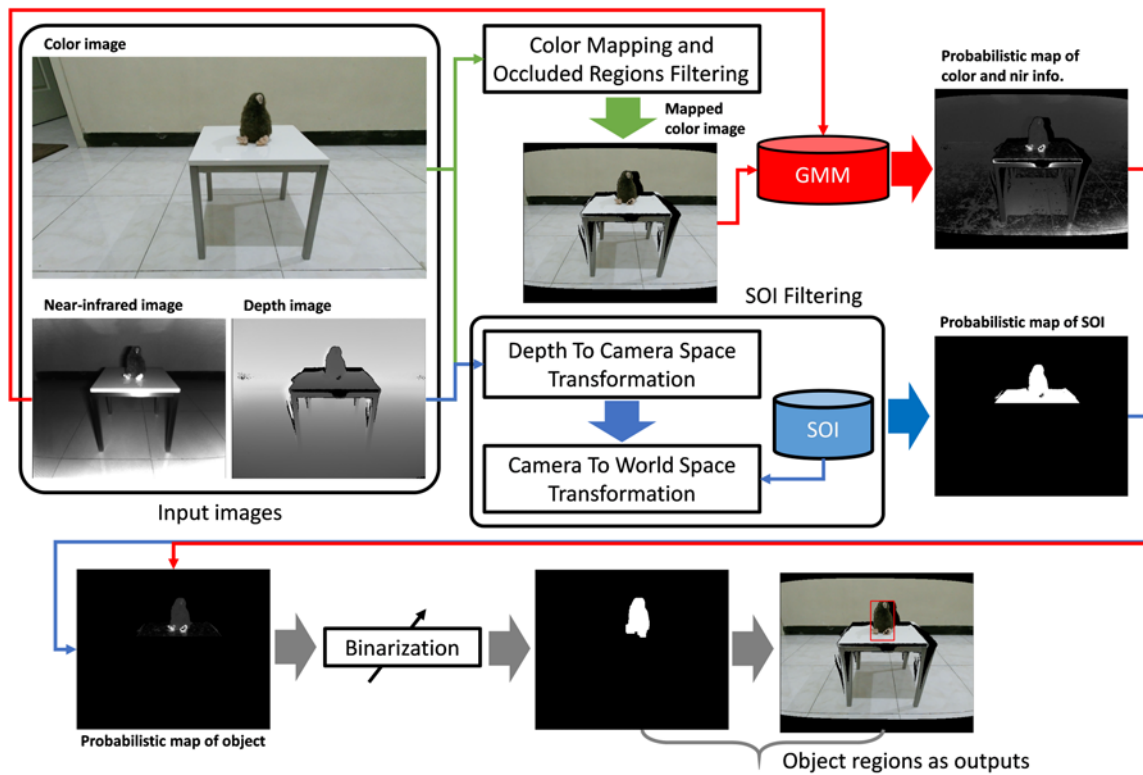 Color image
Color Mapping and
Occluded Regions Filtering
Mapped
color image
GMM
Probabilistic map of
color and nir info.
Near-infrared image
Depth image
Input images
SOI Filtering
Depth To Camera Space
Transformation
Camera To World Space
Transformation
SOI
Probabilistic map of SOI
Probabilistic map of object
Binarization
Object regions as outputs